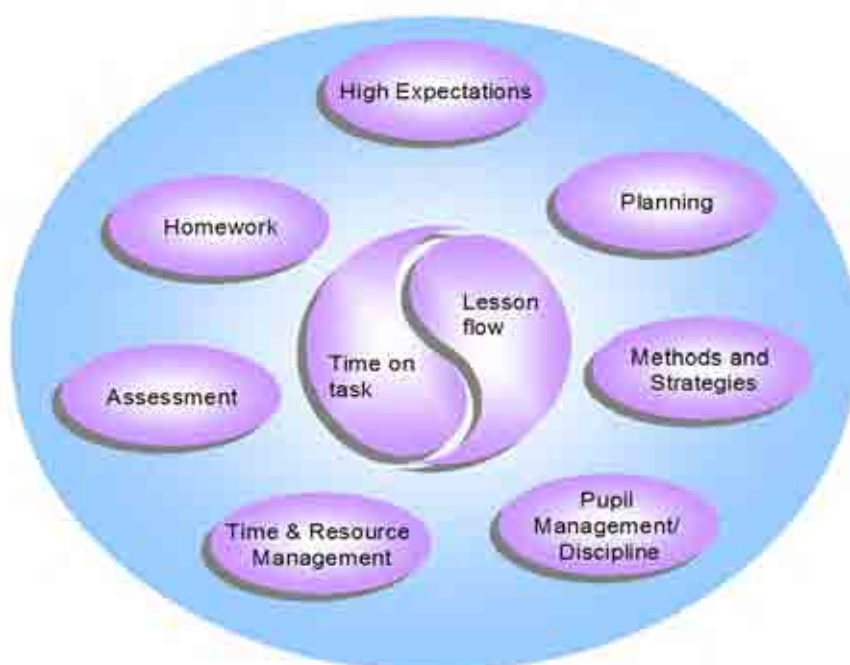 High Expectations
Planning
Homework
Lesson
flow
Time on
task
Methods and
Strategies
Assessment
Pupil
Management/
Discipline
Time & Resource
Management